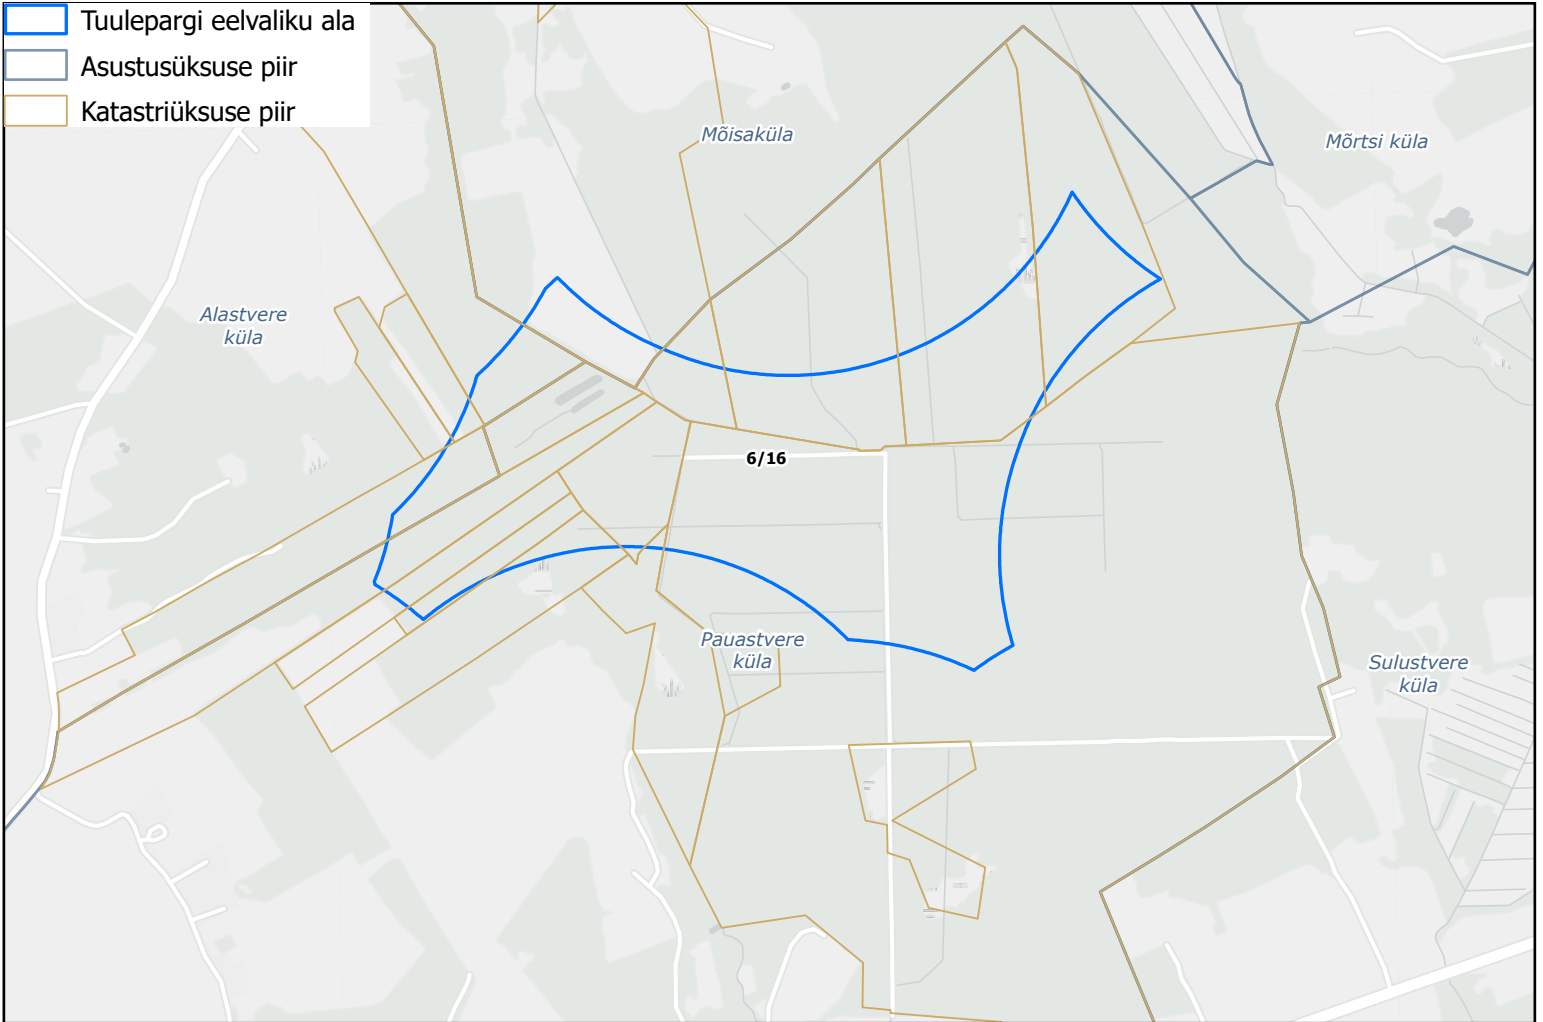 Tuulepargi eelvaliku ala
Asustusüksuse piir
Katastriüksuse piir
Mõisaküla
Mõrtsi küla
Alastvere
küla
6/16
Pauastvere
küla
Sulustvere
küla